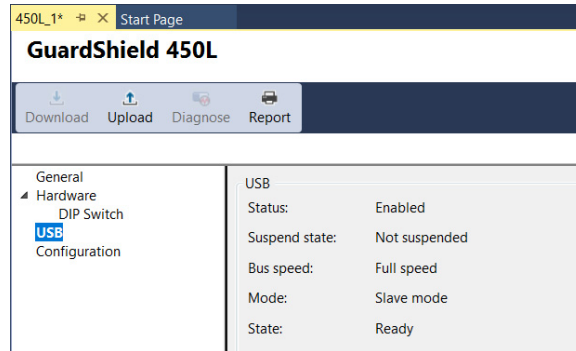 450L_1* Start Page
GuardShield 450L
Download Upload Diagnose Report
General
Hardware
DIP Switch
USB
Configuration
USB
Status: Enabled
Suspend state: Not suspended
Bus speed: Full speed
Mode: Slave mode
State: Ready